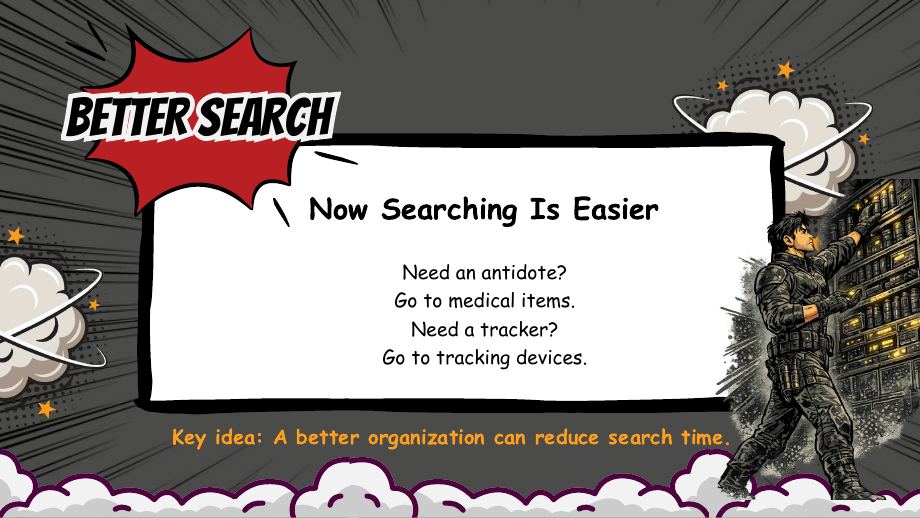 BETTER SEARCH
Now Searching Is Easier
Need an antidote?
Go to medical items.
Need a tracker?
Go to tracking devices.
Key idea: A better organization can reduce search time.